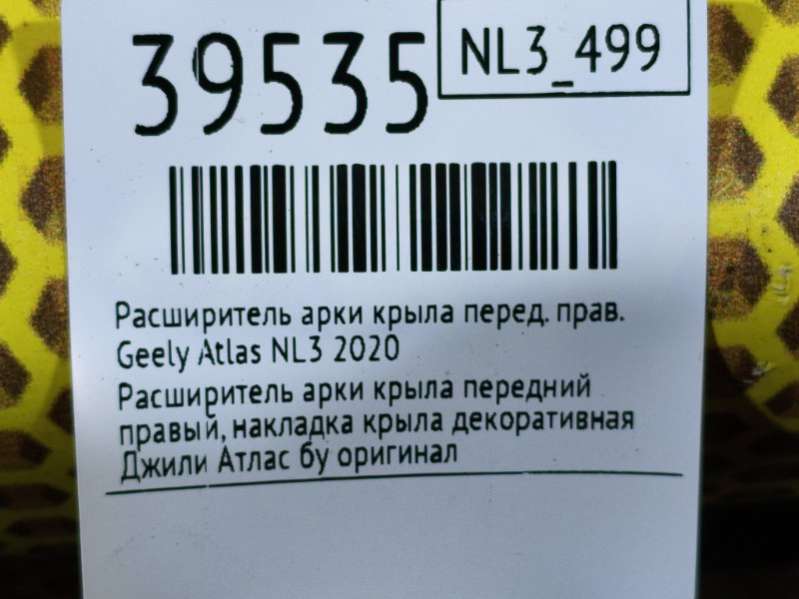 39535
NL3_499
Расширитель арки крыла перед. прав.
Geely Atlas NL3 2020
Расширитель арки крыла передний
правый, накладка крыла декоративная
Джили Атлас бу оригинал